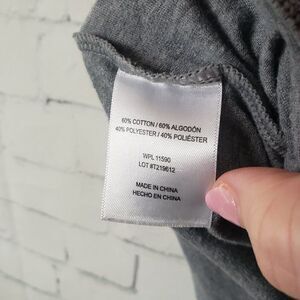 60% COTTON / 60% ALGODÓN
40% POLYESTER / 40% POLIÉSTER
WPL 11590
LOT #T219612
MADE IN CHINA
HECHO EN CHINA